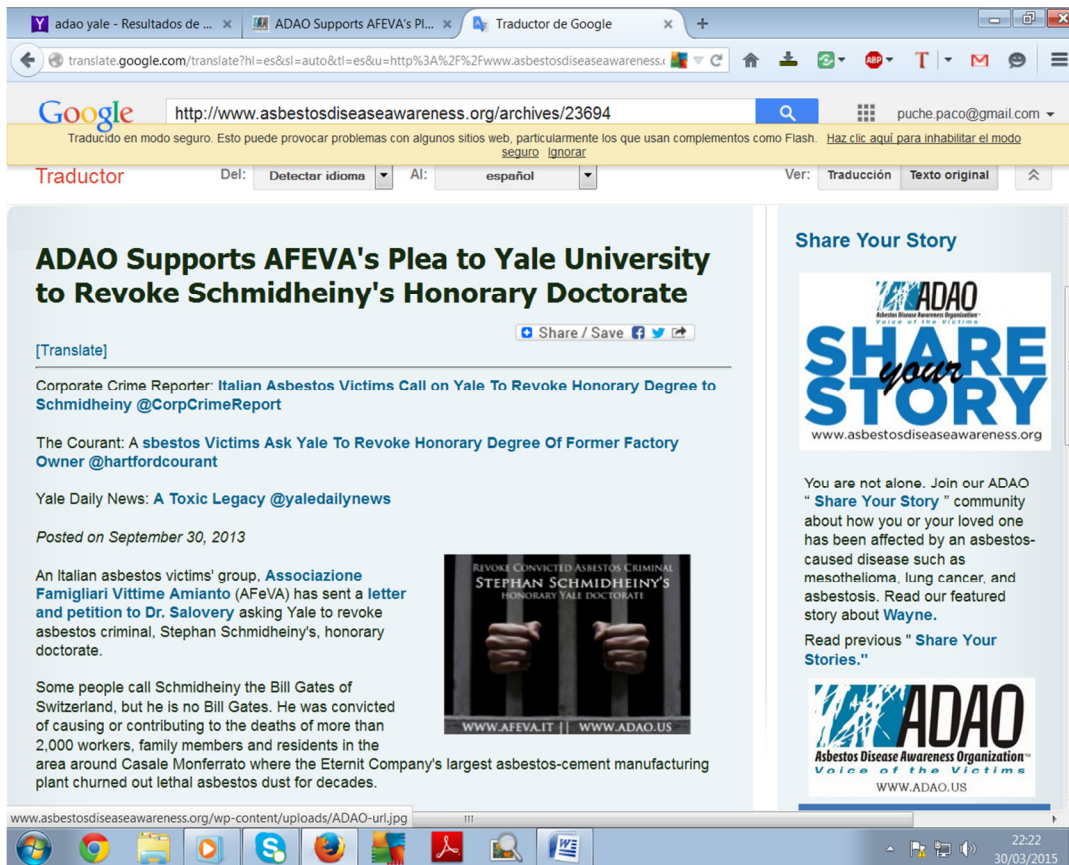 adao yale - Resultados de ...
ADAO Supports AFEVA's Pl...
Traductor de Google
translate.google.com/translate?hl=es&sl=auto&tl=es&u=http%3A%2F%2Fwww.asbestosdiseaseawareness.c
ABP
T
Google
http://www.asbestosdiseaseawareness.org/archives/23694
puche.paco@gmail.com
Traducido en modo seguro. Esto puede provocar problemas con algunos sitios web, particularmente los que usan complementos como Flash. Haz clic aquí para inhabilitar el modo
seguro Ignorar
Traductor
Del: Detectar idioma Al: español
Ver: Traducción Texto original
ADAO Supports AFEVA's Plea to Yale University
to Revoke Schmidheiny's Honorary Doctorate
Share / Save
[Translate]
Corporate Crime Reporter: Italian Asbestos Victims Call on Yale To Revoke Honorary Degree to
Schmidheiny @CorpCrimeReport
The Courant: A sbestos Victims Ask Yale To Revoke Honorary Degree Of Former Factory
Owner @hartfordcourant
Yale Daily News: A Toxic Legacy @yaledailynews
Posted on September 30, 2013
An Italian asbestos victims' group, Associazione
Famigliari Vittime Amianto (AFeVA) has sent a letter
and petition to Dr. Salovery asking Yale to revoke
asbestos criminal, Stephan Schmidheiny's, honorary
doctorate.
Some people call Schmidheiny the Bill Gates of
Switzerland, but he is no Bill Gates. He was convicted
of causing or contributing to the deaths of more than
2,000 workers, family members and residents in the
area around Casale Monferrato where the Eternit Company's largest asbestos-cement manufacturing
plant churned out lethal asbestos dust for decades.
REVOKE CONVICTED ASBESTOS CRIMINAL
STEPHAN SCHMIDHEINY'S
HONORARY YALE DOCTORATE
WWW.AFEVA.IT || WWW.ADAO.US
Share Your Story
ADAO
Asbestos Disease Awareness Organization
Voice of the Victims
SHARE
your
STORY
www.asbestosdiseaseawareness.org
You are not alone. Join our ADAO
" Share Your Story " community
about how you or your loved one
has been affected by an asbestos-
caused disease such as
mesothelioma, lung cancer, and
asbestosis. Read our featured
story about Wayne.
Read previous " Share Your
Stories."
ADAO
Asbestos Disease Awareness Organization™
Voice of the Victims
WWW.ADAO.US
www.asbestosdiseaseawareness.org/wp-content/uploads/ADAO-url.jpg
22:22
30/03/2015